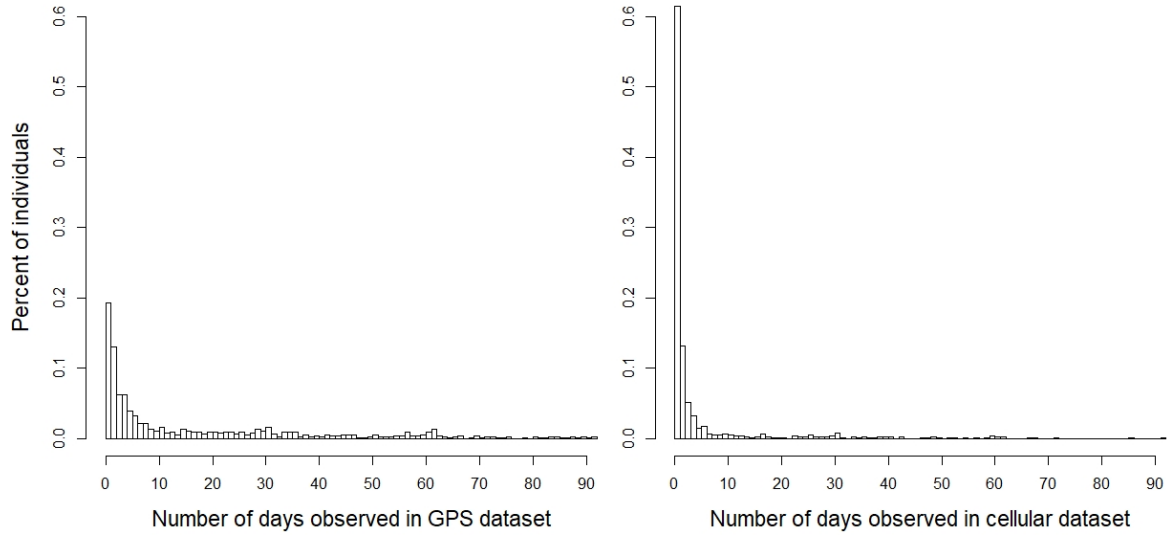 Percent of individuals
0.6
0.5
0.4
0.3
0.2
0.1
0.0
0 10 20 30 40 50 60 70 80 90
Number of days observed in GPS dataset
0.6
0.5
0.4
0.3
0.2
0.1
0.0
0 10 20 30 40 50 60 70 80 90
Number of days observed in cellular dataset